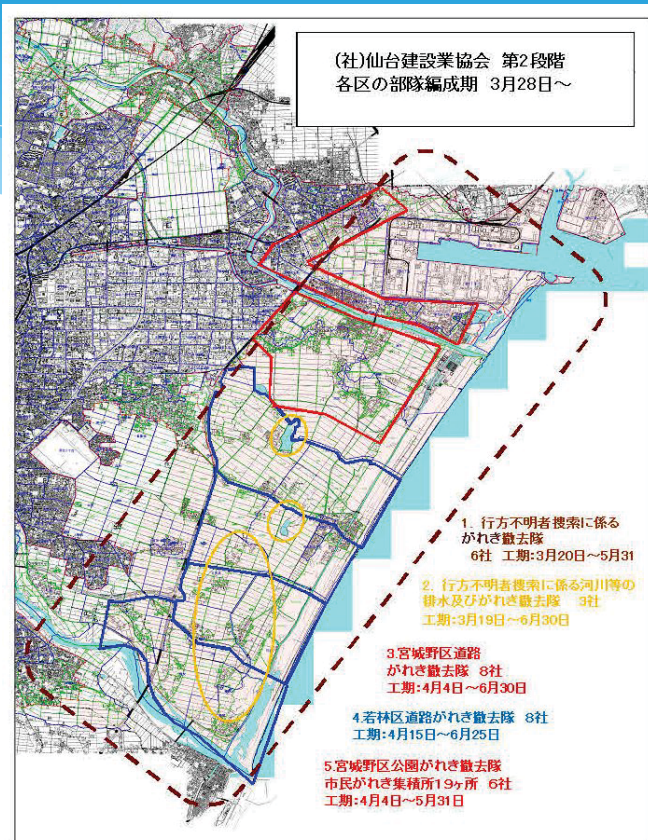 (社)仙台建設業協会 第2段階
各区の部隊編成期 3月28日～
1. 行方不明者捜索に係る
がれき撤去隊
6社 工期:3月20日～5月31
2. 行方不明者捜索に係る河川等の
排水及びがれき撤去隊 3社
工期:3月19日～6月30日
3.宮城野区道路
がれき撤去隊 8社
工期:4月4日～6月30日
4.若林区道路がれき撤去隊 8社
工期:4月15日～6月25日
5.宮城野区公園がれき撤去隊
市民がれき集積所19ヶ所 6社
工期:4月4日～5月31日